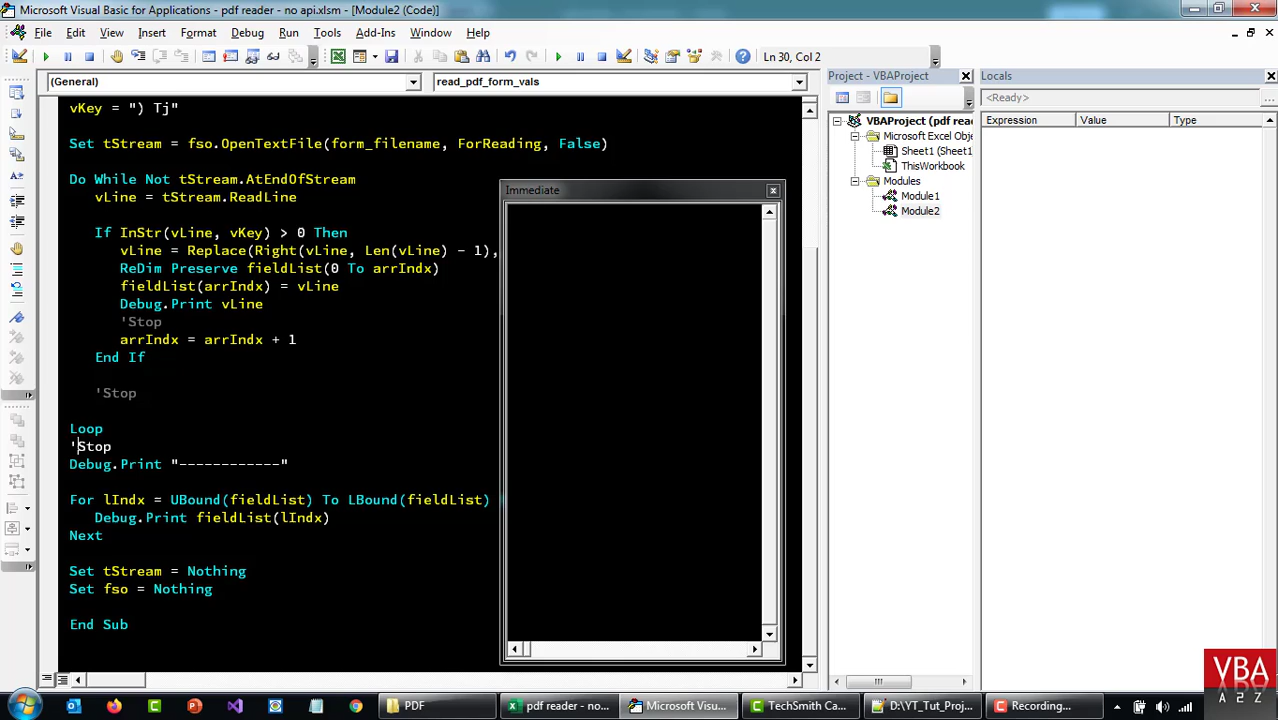 Microsoft Visual Basic for Applications - pdf reader - no api.xlsm - [Module2 (Code)]
File Edit View Insert Format Debug Run Tools Add-Ins Window Help
Ln 30, Col 2
(General)
read_pdf_form_vals
vKey = ") Tj"
Set tStream = fso.OpenTextFile(form_filename, ForReading, False)
Do While Not tStream.AtEndOfStream
vLine = tStream.ReadLine
If InStr(vLine, vKey) > 0 Then
vLine = Replace(Right(vLine, Len(vLine) - 1),
ReDim Preserve fieldList(0 To arrIndx)
fieldList(arrIndx) = vLine
Debug.Print vLine
'Stop
arrIndx = arrIndx + 1
End If
'Stop
Loop
'Stop
Debug.Print "------------"
For lIndx = UBound(fieldList) To LBound(fieldList)
Debug.Print fieldList(lIndx)
Next
Set tStream = Nothing
Set fso = Nothing
End Sub
Immediate
Project - VBAProject
VBAProject (pdf rea
Microsoft Excel Obje
Sheet1 (Sheet1
ThisWorkbook
Modules
Module1
Module2
Locals
<Ready>
Expression Value Type
VBA
A 2 Z
PDF
pdf reader - no...
Microsoft Visu...
TechSmith Ca...
D:\YT_Tut_Proj...
Recording...